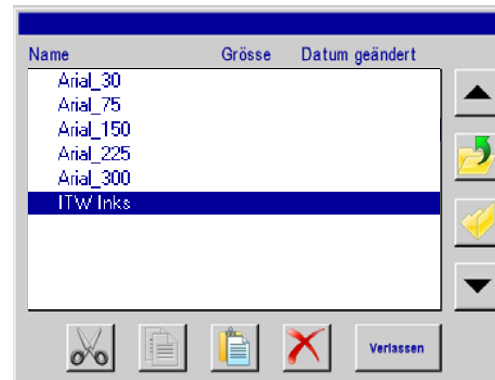 Name Grösse Datum geändert
Arial_30
Arial_75
Arial_150
Arial_225
Arial_300
ITW Inks
Verlassen